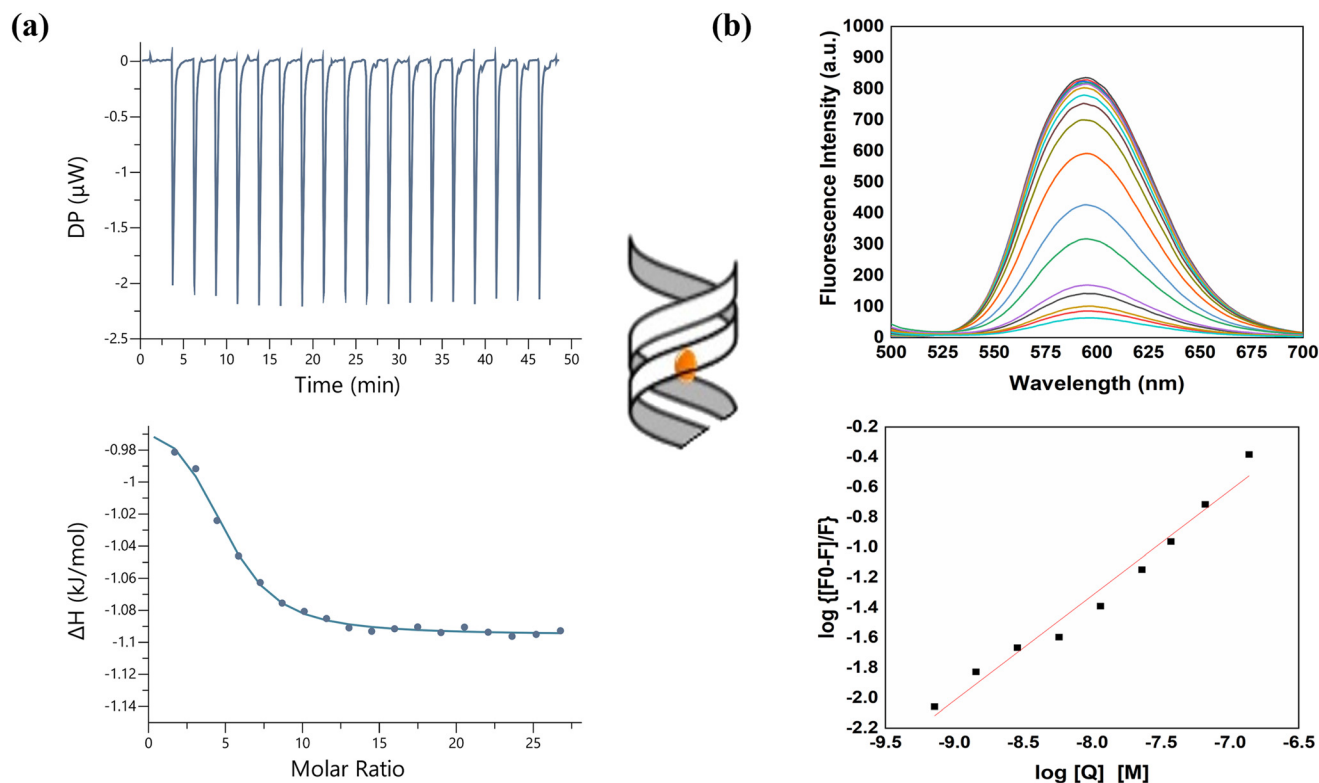 (a)
0
-0.5
-1
-1.5
-2
-2.5
DP (µW)
0 5 10 15 20 25 30 35 40 45 50
Time (min)
-0.98
-1
-1.02
-1.04
-1.06
-1.08
-1.1
-1.12
-1.14
ΔH (kJ/mol)
0 5 10 15 20 25
Molar Ratio
(b)
1000
900
800
700
600
500
400
300
200
100
0
Fluorescence Intensity (a.u.)
500 525 550 575 600 625 650 675 700
Wavelength (nm)
-0.2
-0.4
-0.6
-0.8
-1.0
-1.2
-1.4
-1.6
-1.8
-2.0
-2.2
log {[F0-F]/F}
-9.5 -9.0 -8.5 -8.0 -7.5 -7.0 -6.5
log [Q] [M]